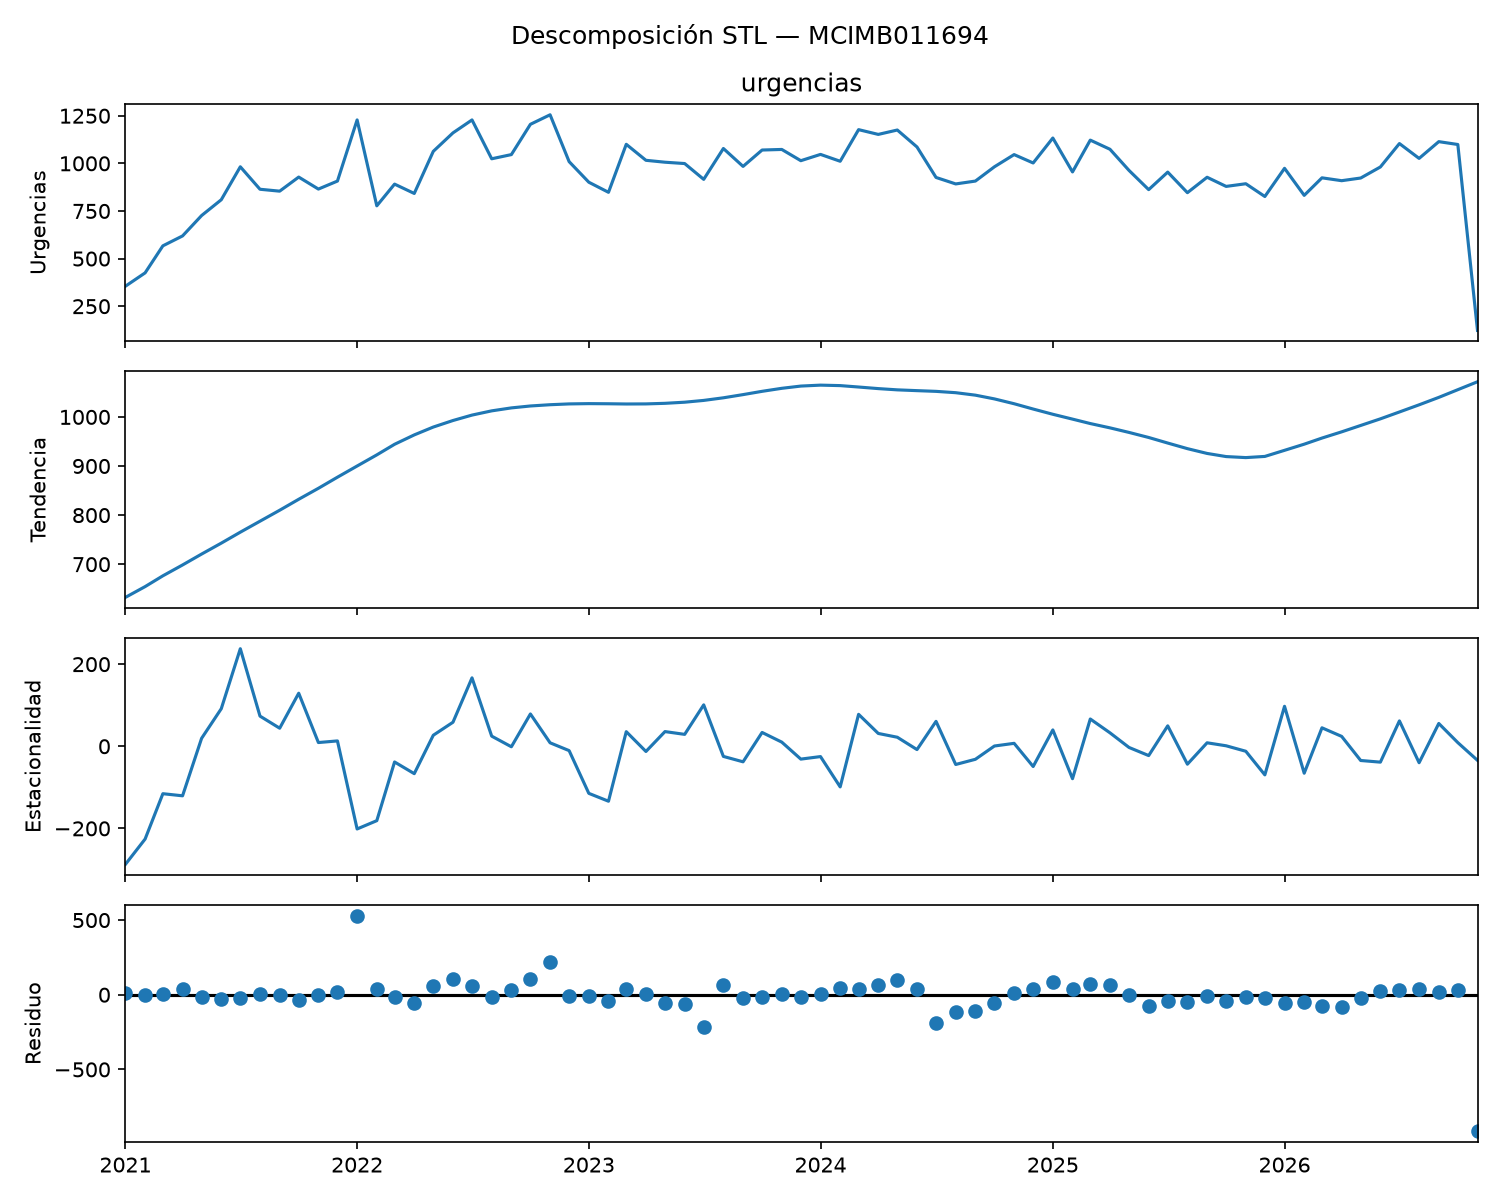 Descomposición STL — MCIMB011694
urgencias
Urgencias
1250
1000
750
500
250
Tendencia
1000
900
800
700
Estacionalidad
200
0
−200
Residuo
500
0
−500
2021 2022 2023 2024 2025 2026